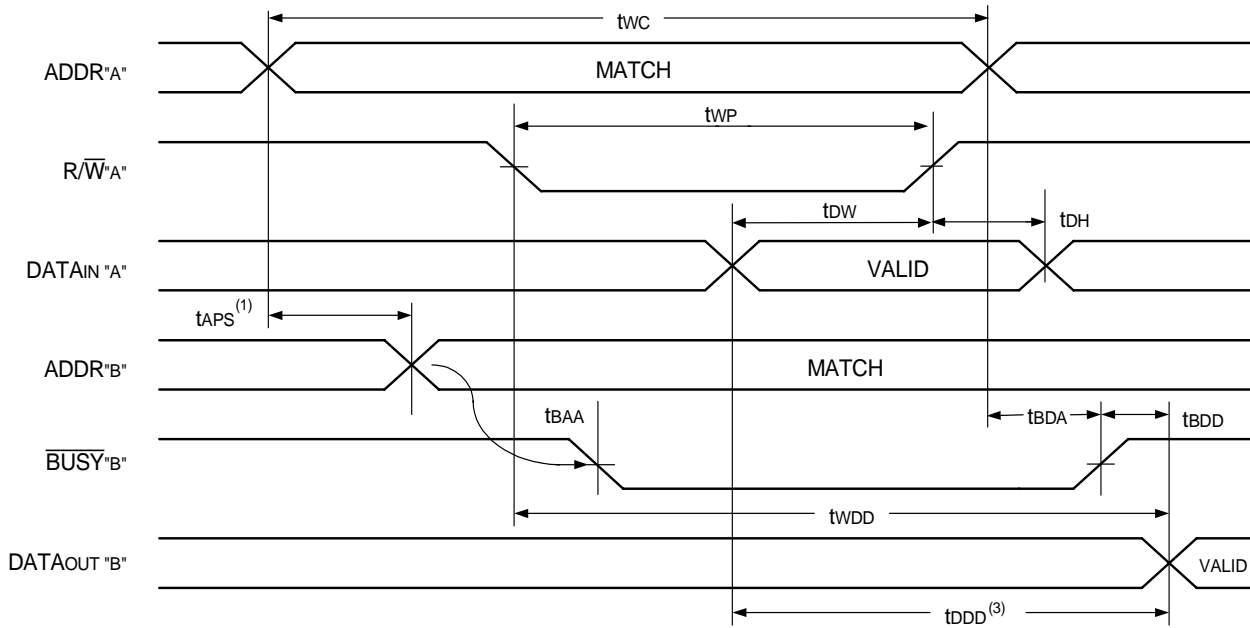 tWC
ADDR"A"
MATCH
tWP
R/W̅"A"
tDW
tDH
DATAIN "A"
VALID
tAPS(1)
ADDR"B"
MATCH
tBAA
tBDA
tBDD
B̅U̅S̅Y̅"B"
tWDD
DATAOUT "B"
VALID
tDDD(3)